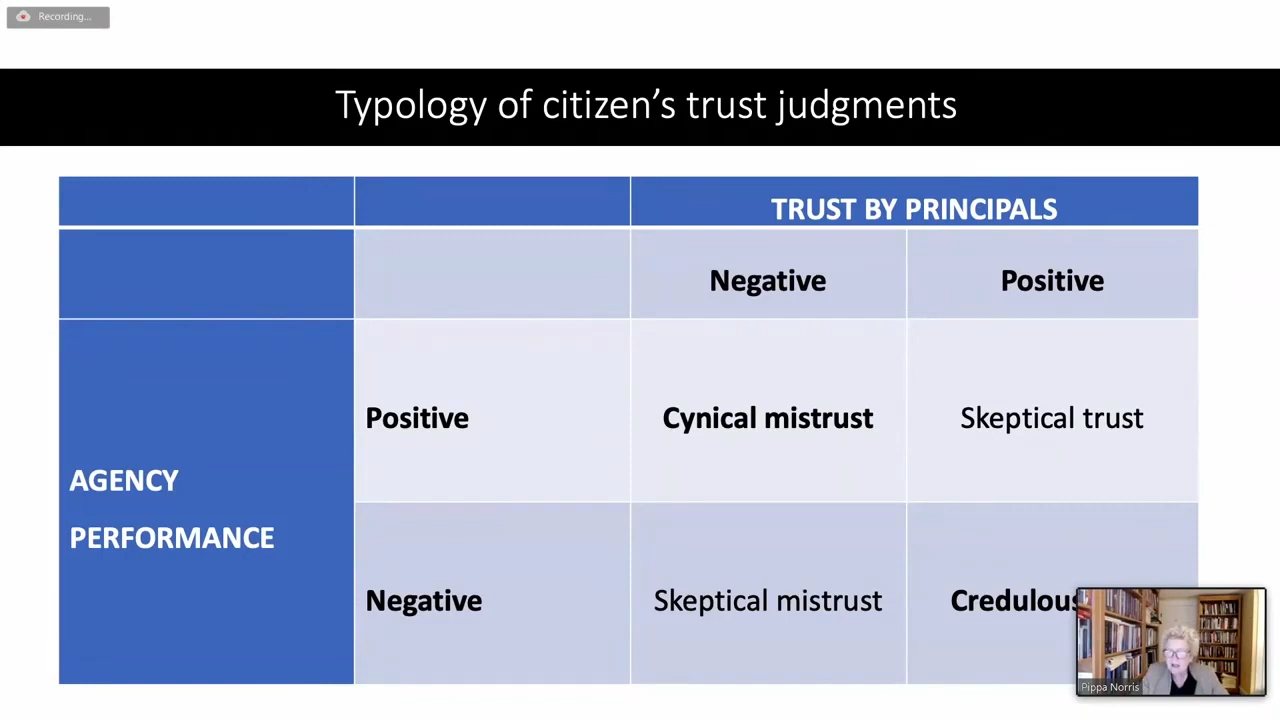 Recording...
Typology of citizen’s trust judgments
TRUST BY PRINCIPALS
Negative
Positive
Positive
Cynical mistrust
Skeptical trust
AGENCY
PERFORMANCE
Negative
Skeptical mistrust
Credulous
Pippa Norris